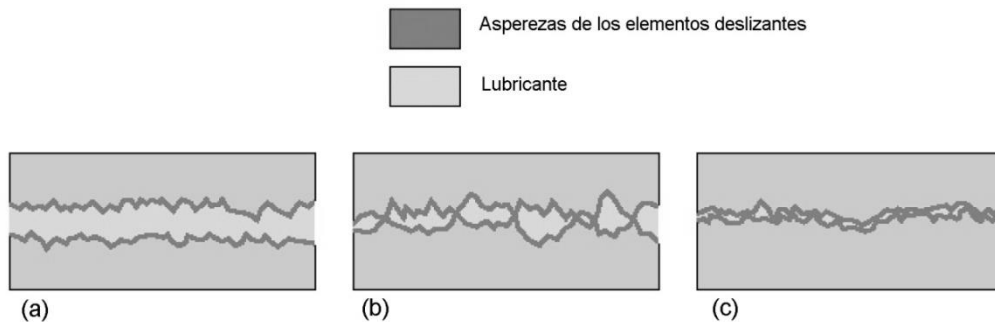 Asperezas de los elementos deslizantes
Lubricante
(a)
(b)
(c)